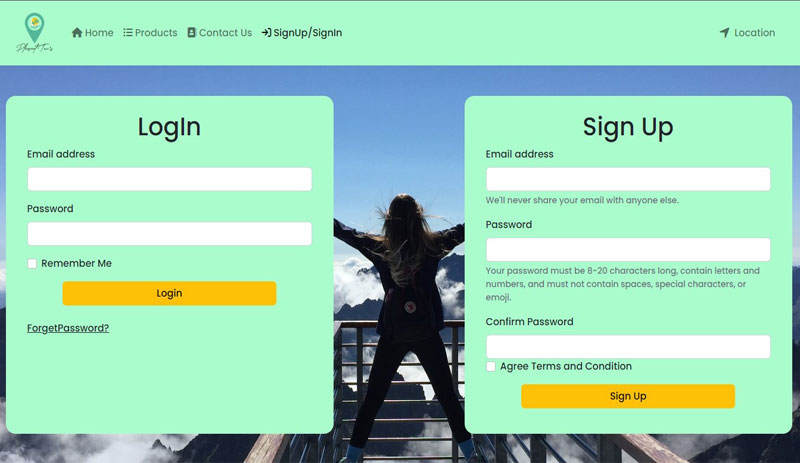 Home Products Contact Us SignUp/SignIn Location
LogIn
Email address
Password
Remember Me
Login
ForgetPassword?
Sign Up
Email address
We'll never share your email with anyone else.
Password
Your password must be 8-20 characters long, contain letters and
numbers, and must not contain spaces, special characters, or
emoji.
Confirm Password
Agree Terms and Condition
Sign Up